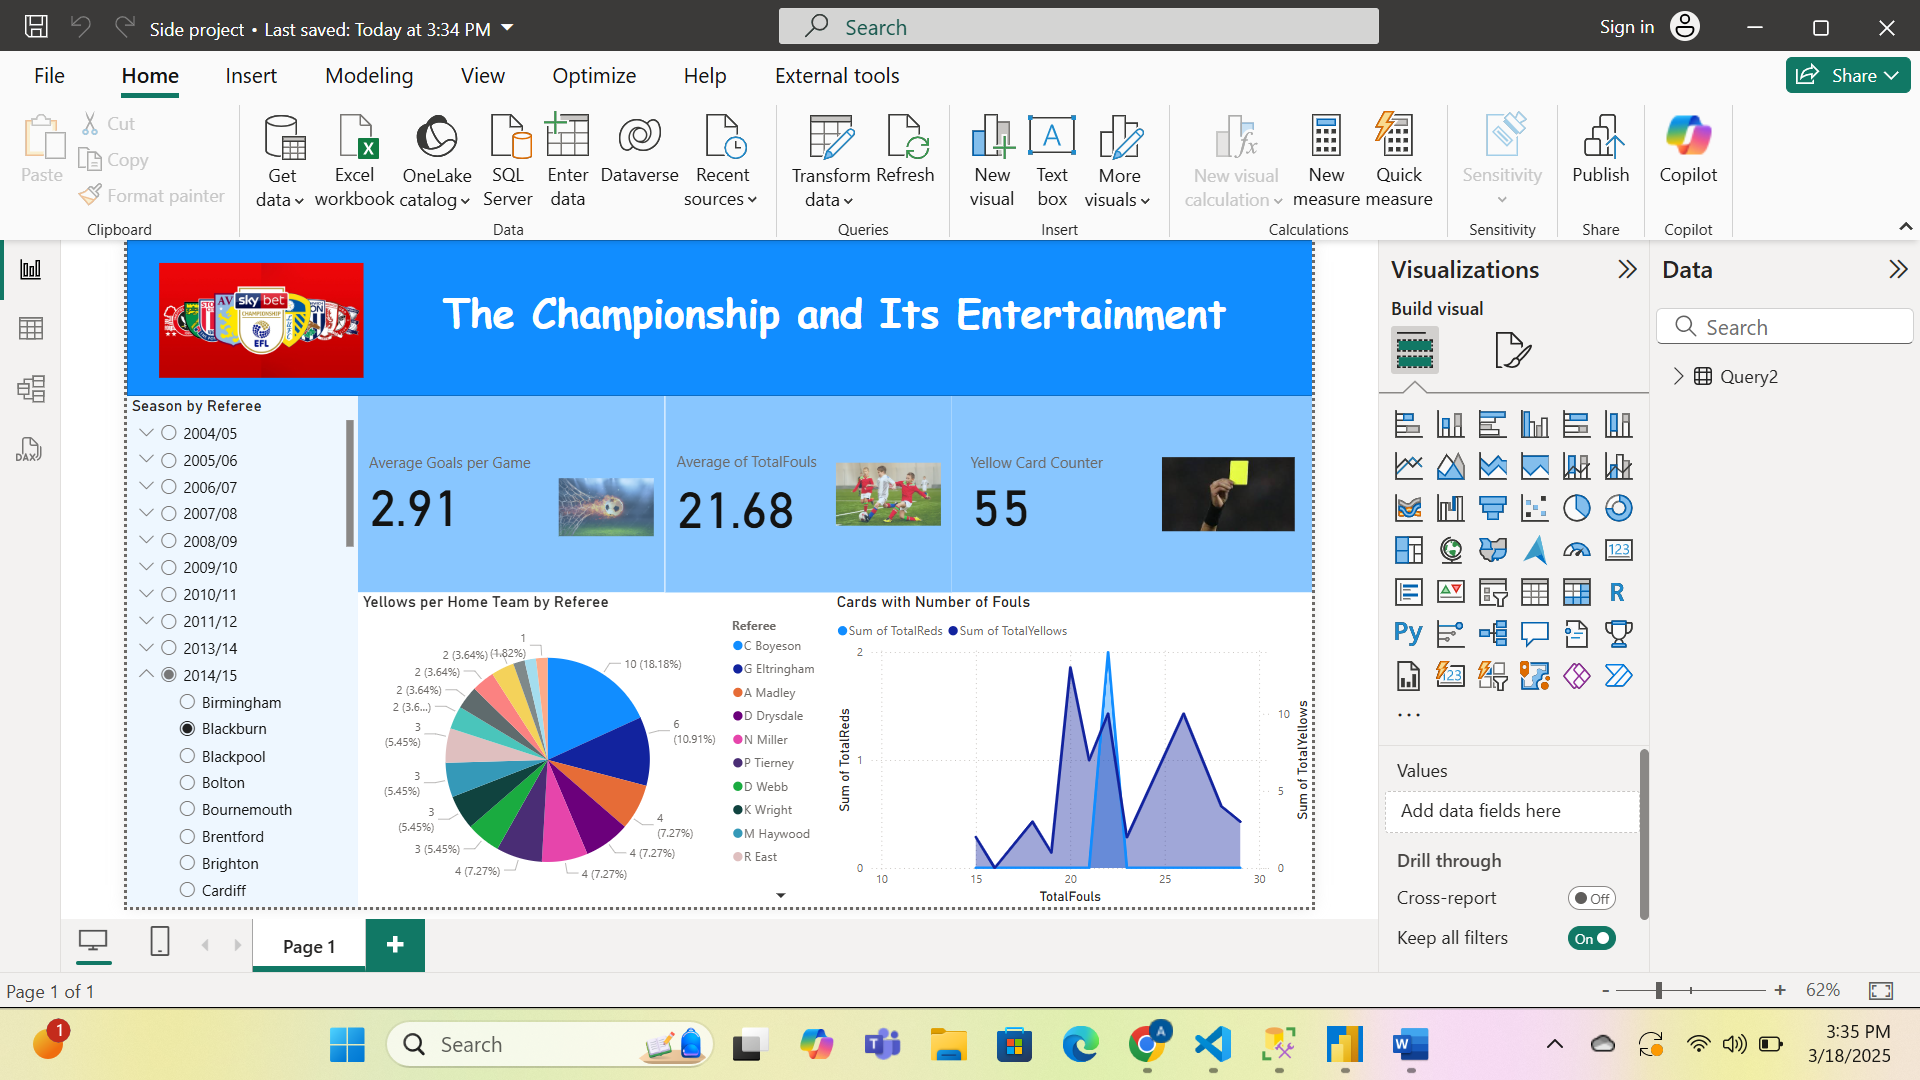 Side project • Last saved: Today at 3:34 PM
Search
Sign in
File Home Insert Modeling View Optimize Help External tools
Share
Paste
Cut
Copy
Format painter
Clipboard
Get data
Excel workbook
OneLake catalog
SQL Server
Enter data
Dataverse
Recent sources
Data
Transform data
Refresh
Queries
New visual
Text box
More visuals
Insert
New visual calculation
New measure
Quick measure
Calculations
Sensitivity
Sensitivity
Publish
Share
Copilot
Copilot
sky bet
CHAMPIONSHIP
EFL
The Championship and Its Entertainment
Season by Referee
2004/05
2005/06
2006/07
2007/08
2008/09
2009/10
2010/11
2011/12
2013/14
2014/15
Birmingham
Blackburn
Blackpool
Bolton
Bournemouth
Brentford
Brighton
Cardiff
Average Goals per Game
2.91
Average of TotalFouls
21.68
Yellow Card Counter
55
Yellows per Home Team by Referee
10 (18.18%)
6 (10.91%)
4 (7.27%)
4 (7.27%)
4 (7.27%)
4 (7.27%)
3 (5.45%)
3 (5.45%)
3 (5.45%)
3 (5.45%)
2 (3.6...)
2 (3.64%)
2 (3.64%)
2 (3.64%)
1 (1.82%)
Referee
C Boyeson
G Eltringham
A Madley
D Drysdale
N Miller
P Tierney
D Webb
K Wright
M Haywood
R East
Cards with Number of Fouls
Sum of TotalReds Sum of TotalYellows
Sum of TotalReds
2
1
0
10
5
0
Sum of TotalYellows
10 15 20 25 30
TotalFouls
Visualizations
Build visual
123
R
Py
123
...
Values
Add data fields here
Drill through
Cross-report
Off
Keep all filters
On
Data
Search
Query2
DAX
Page 1
+
Page 1 of 1
- + 62%
1
Search
T
A
W
3:35 PM
3/18/2025